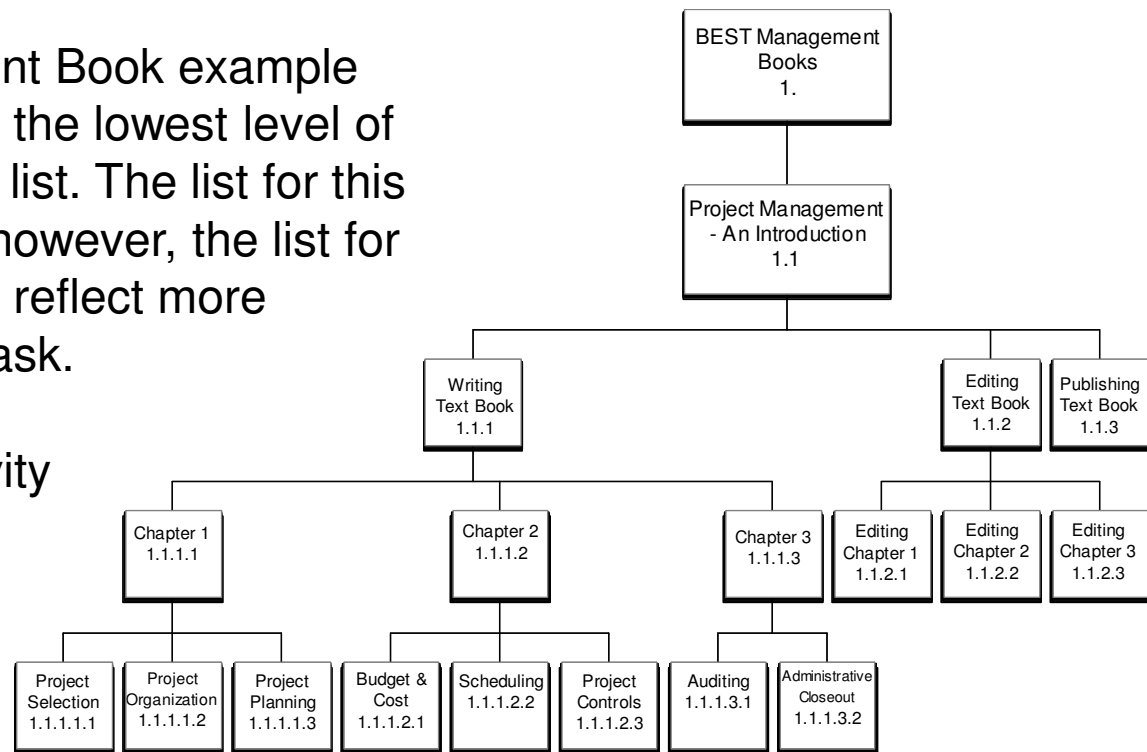 nt Book example
the lowest level of
list. The list for this
however, the list for
reflect more
ask.
vity
BEST Management
Books
1.
Project Management
- An Introduction
1.1
Writing
Text Book
1.1.1
Editing
Text Book
1.1.2
Publishing
Text Book
1.1.3
Chapter 1
1.1.1.1
Chapter 2
1.1.1.2
Chapter 3
1.1.1.3
Editing
Chapter 1
1.1.2.1
Editing
Chapter 2
1.1.2.2
Editing
Chapter 3
1.1.2.3
Project
Selection
1.1.1.1.1
Project
Organization
1.1.1.1.2
Project
Planning
1.1.1.1.3
Budget &
Cost
1.1.1.2.1
Scheduling
1.1.1.2.2
Project
Controls
1.1.1.2.3
Auditing
1.1.1.3.1
Administrative
Closeout
1.1.1.3.2